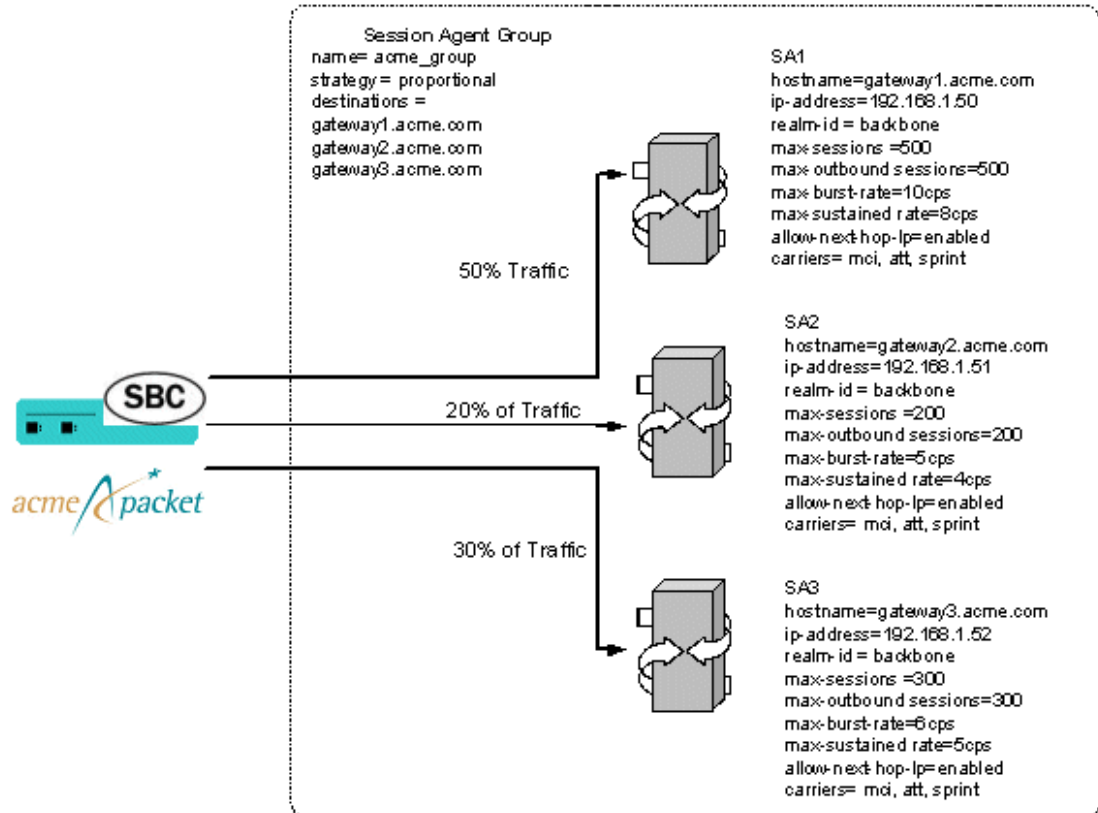 Session Agent Group
name= acme_group
strategy = proportional
destinations =
gateway1.acme.com
gateway2.acme.com
gateway3.acme.com
SA1
hostname=gateway1.acme.com
ip-address=192.168.1.50
realm-id = backbone
max-sessions =500
max-outbound sessions=500
max-burst-rate=10cps
max-sustained rate=8cps
allow-next-hop-lp=enabled
carriers= mci, att, sprint
50% Traffic
SA2
hostname=gateway2.acme.com
ip-address=192.168.1.51
realm-id = backbone
max-sessions =200
max-outbound sessions=200
max-burst-rate=5cps
max-sustained rate=4cps
allow-next-hop-lp=enabled
carriers= mci, att, sprint
SBC
20% of Traffic
acme packet
30% of Traffic
SA3
hostname=gateway3.acme.com
ip-address=192.168.1.52
realm-id = backbone
max-sessions =300
max-outbound sessions=300
max-burst-rate=6cps
max-sustained rate=5cps
allow-next-hop-lp=enabled
carriers= mci, att, sprint